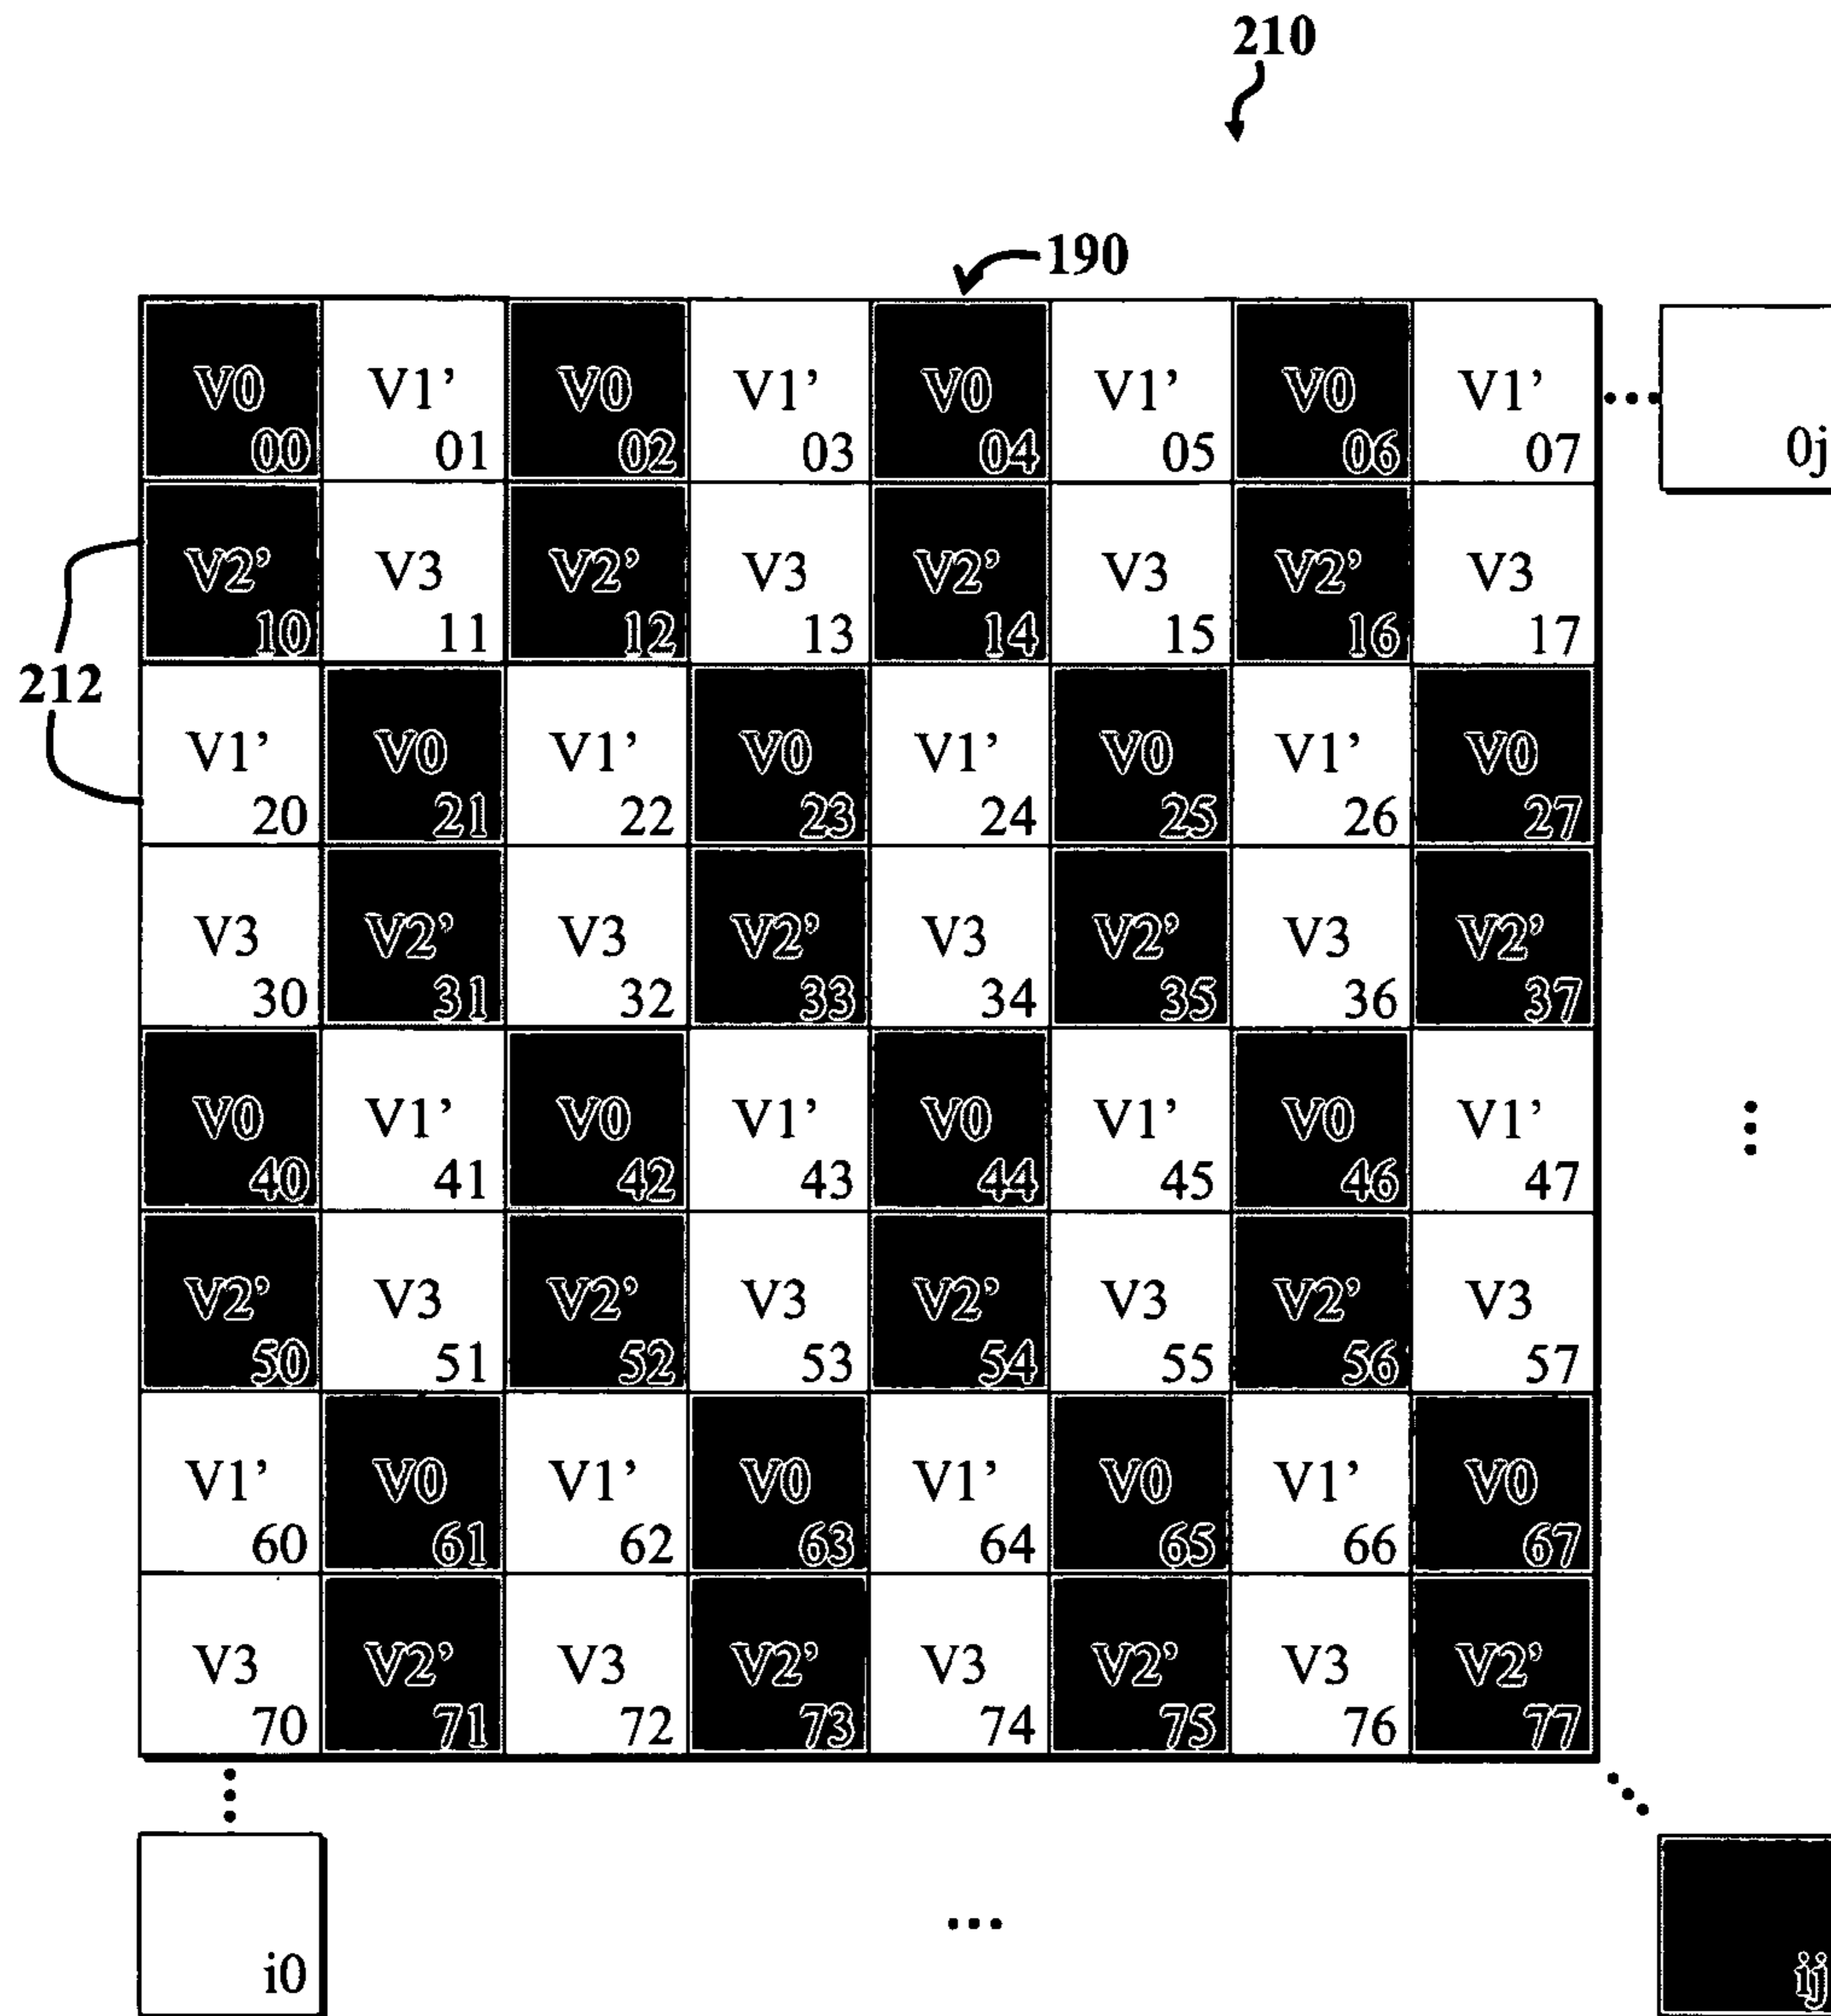 210
190
V0 V1’ V0 V1’ V0 V1’ V0 V1’ ...
00 01 02 03 04 05 06 07 0j
V2’ V3 V2’ V3 V2’ V3 V2’ V3
10 11 12 13 14 15 16 17
212
V1’ V0 V1’ V0 V1’ V0 V1’ V0
20 21 22 23 24 25 26 27
V3 V2’ V3 V2’ V3 V2’ V3 V2’
30 31 32 33 34 35 36 37
V0 V1’ V0 V1’ V0 V1’ V0 V1’
40 41 42 43 44 45 46 47
V2’ V3 V2’ V3 V2’ V3 V2’ V3
50 51 52 53 54 55 56 57
V1’ V0 V1’ V0 V1’ V0 V1’ V0
60 61 62 63 64 65 66 67
V3 V2’ V3 V2’ V3 V2’ V3 V2’
70 71 72 73 74 75 76 77
...
i0 ij